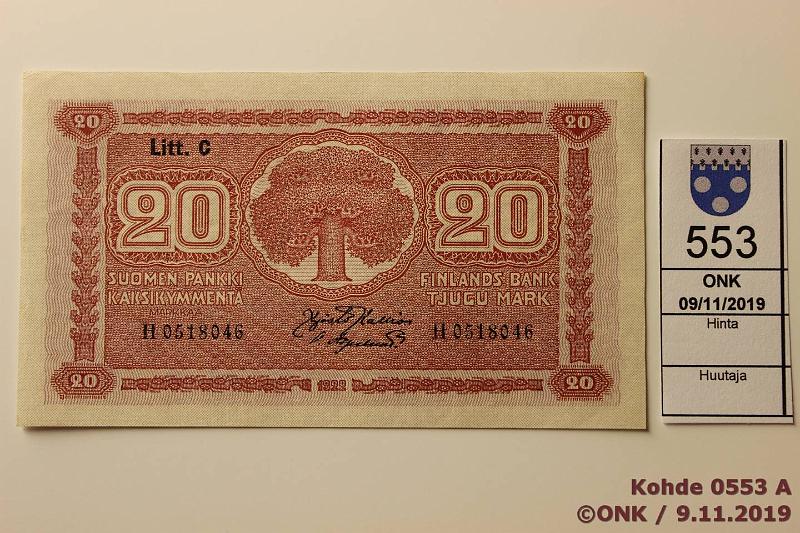 20 20
Litt. C
20 20
SUOMEN PANKKI FINLANDS BANK
KAKSIKYMMENTÄ TJUGU MARK.
MARKKAA
H 0518046 H 0518046
20 1922 20
553
ONK
09/11/2019
Hinta
Huutaja
Kohde 0553 A
©ONK / 9.11.2019